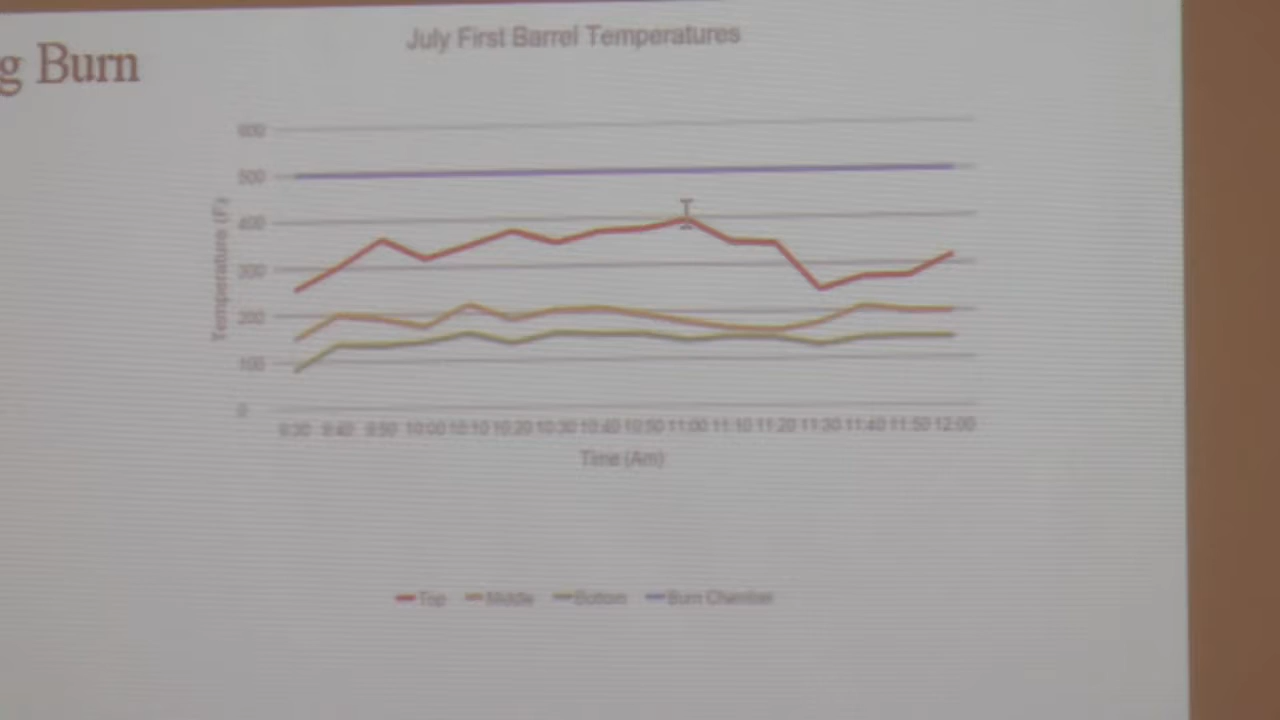 g Burn
July First Barrel Temperatures
600
500
400
300
200
100
0
Temperature (F)
9:30 9:40 9:50 10:00 10:10 10:20 10:30 10:40 10:50 11:00 11:10 11:20 11:30 11:40 11:50 12:00
Time (Am)
Top Middle Bottom Burn Chamber